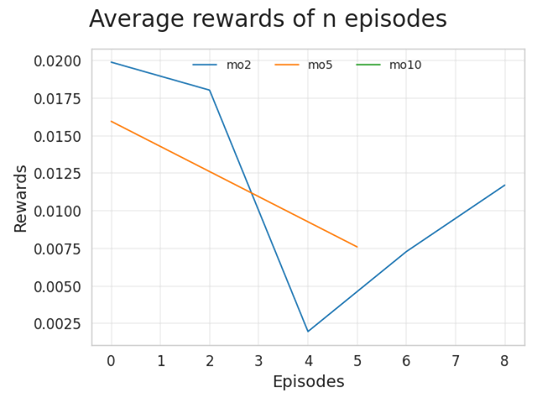 Average rewards of n episodes
mo2 mo5 mo10
0.0200
0.0175
0.0150
0.0125
0.0100
0.0075
0.0050
0.0025
Rewards
0 1 2 3 4 5 6 7 8
Episodes